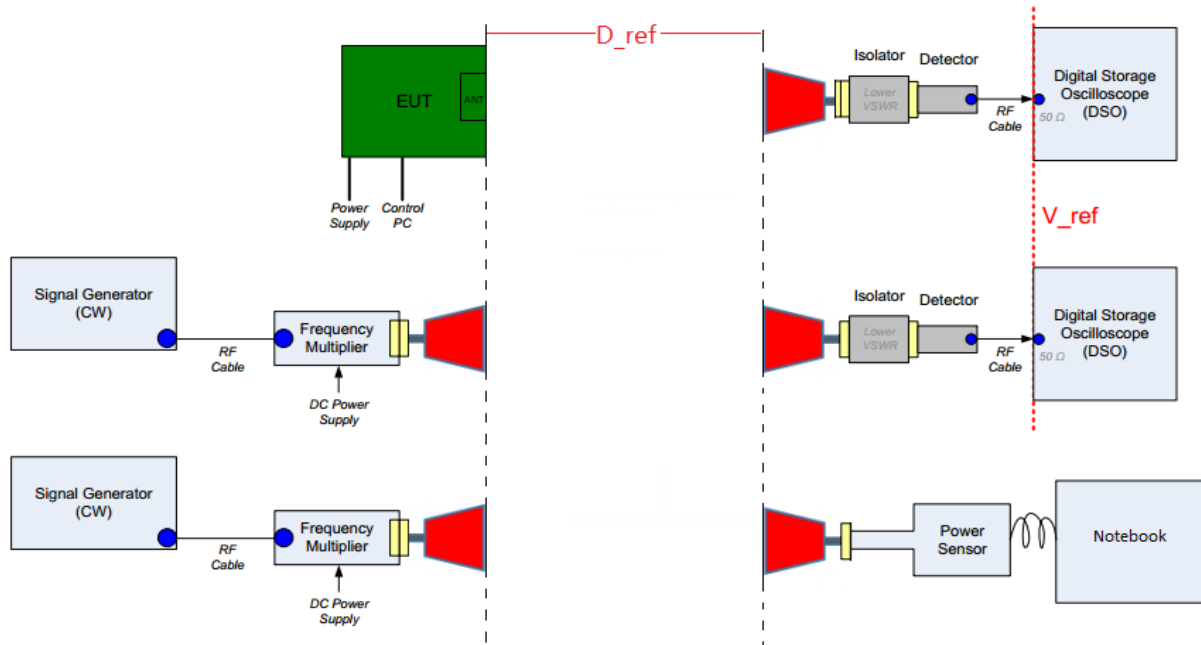 D_ref
EUT
ANT
Power
Supply
Control
PC
Isolator
Detector
Lower
VSWR
RF
Cable
50 Ω
Digital Storage
Oscilloscope
(DSO)
V_ref
Signal Generator
(CW)
RF
Cable
Frequency
Multiplier
DC Power
Supply
Isolator
Detector
Lower
VSWR
RF
Cable
50 Ω
Digital Storage
Oscilloscope
(DSO)
Signal Generator
(CW)
RF
Cable
Frequency
Multiplier
DC Power
Supply
Power
Sensor
Notebook